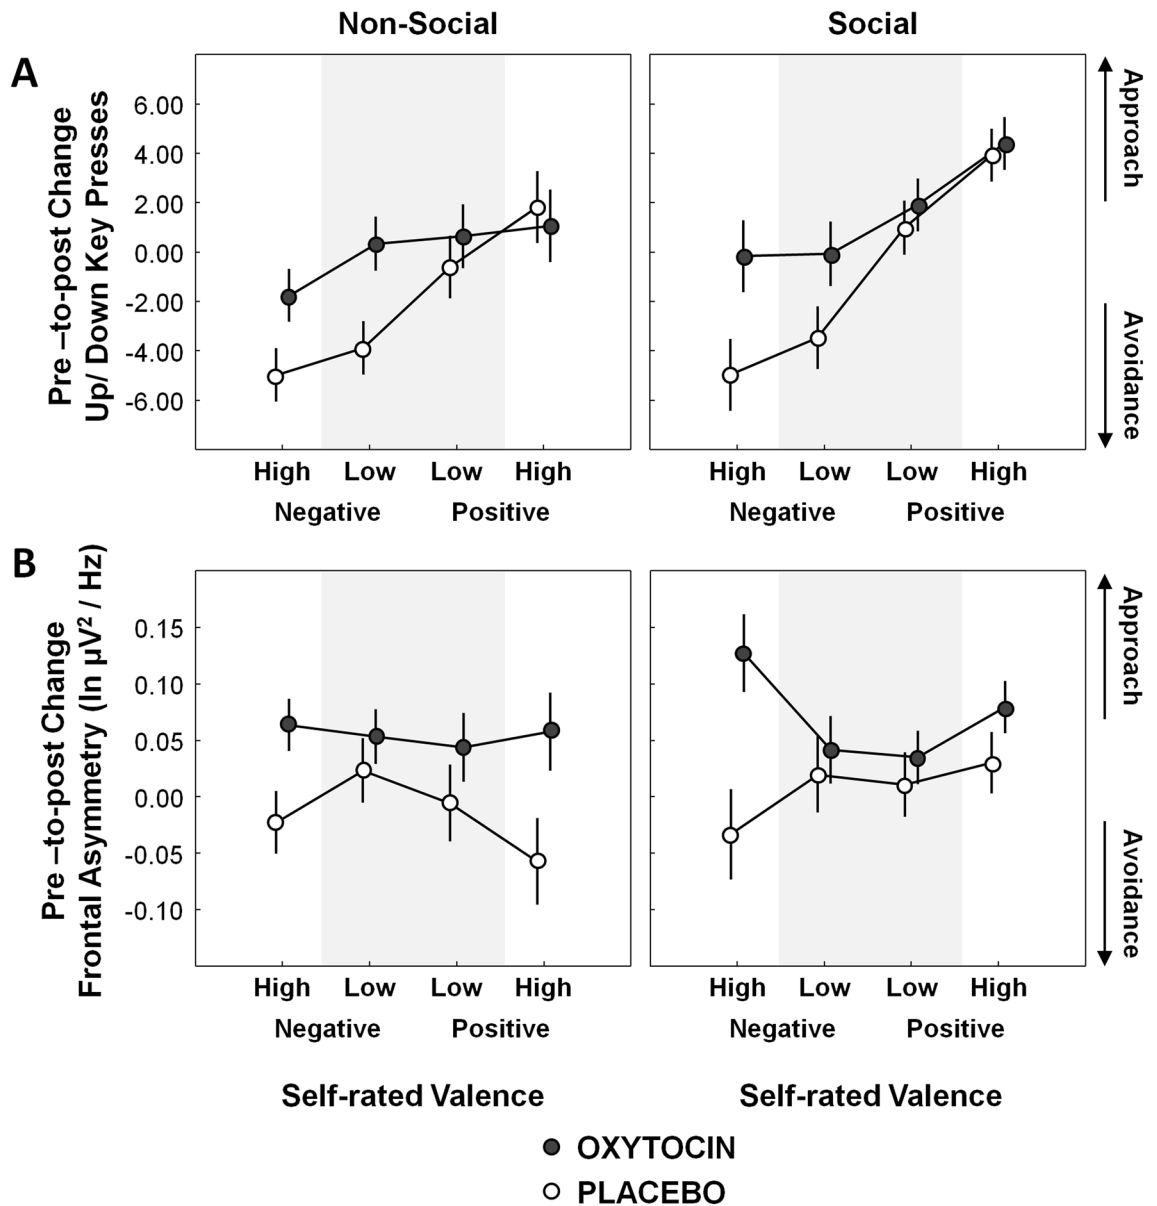 Non-Social
Social
A
Pre –to-post Change
Up/ Down Key Presses
6.00
4.00
2.00
0.00
-2.00
-4.00
-6.00
Approach
Avoidance
High Low Low High
Negative Positive
High Low Low High
Negative Positive
B
Pre –to-post Change
Frontal Asymmetry (ln µV² / Hz)
0.15
0.10
0.05
0.00
-0.05
-0.10
Approach
Avoidance
High Low Low High
Negative Positive
High Low Low High
Negative Positive
Self-rated Valence
Self-rated Valence
OXYTOCIN
PLACEBO